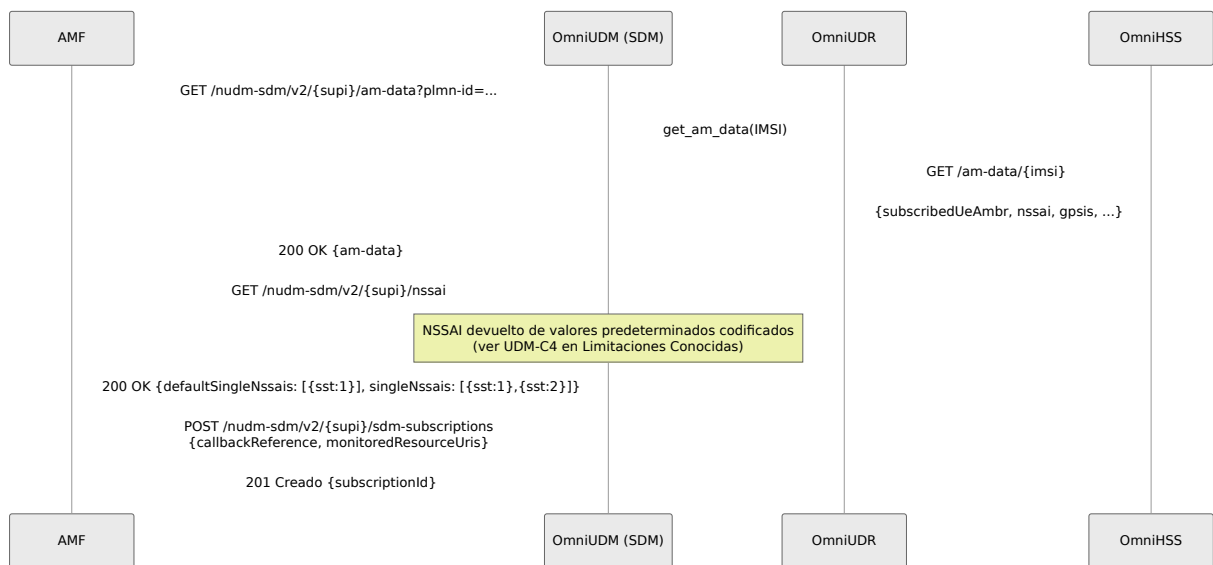 AMF
OmniUDM (SDM)
OmniUDR
OmniHSS
GET /nudm-sdm/v2/{supi}/am-data?plmn-id=...
get_am_data(IMSI)
GET /am-data/{imsi}
{subscribedUeAmbr, nssai, gpsis, ...}
200 OK {am-data}
GET /nudm-sdm/v2/{supi}/nssai
NSSAI devuelto de valores predeterminados codificados
(ver UDM-C4 en Limitaciones Conocidas)
200 OK {defaultSingleNssais: [{sst:1}], singleNssais: [{sst:1},{sst:2}]}
POST /nudm-sdm/v2/{supi}/sdm-subscriptions
{callbackReference, monitoredResourceUris}
201 Creado {subscriptionId}
AMF
OmniUDM (SDM)
OmniUDR
OmniHSS